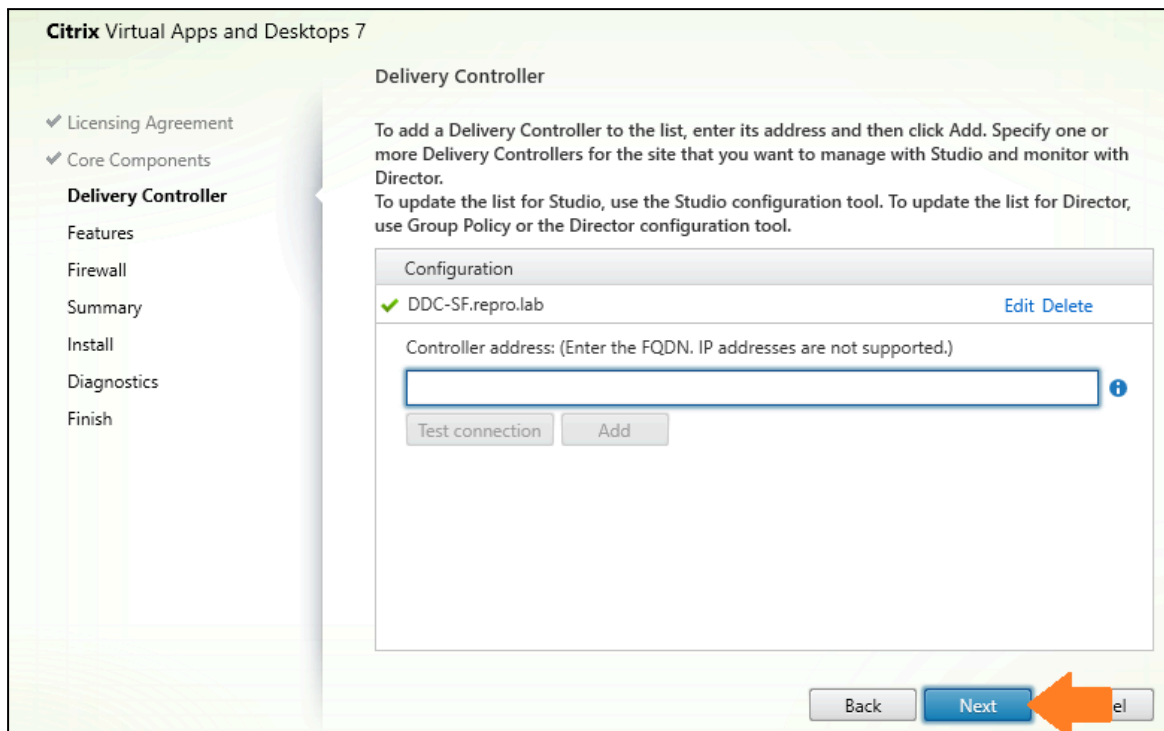 Citrix Virtual Apps and Desktops 7
Delivery Controller
Licensing Agreement
Core Components
Delivery Controller
Features
Firewall
Summary
Install
Diagnostics
Finish
To add a Delivery Controller to the list, enter its address and then click Add. Specify one or
more Delivery Controllers for the site that you want to manage with Studio and monitor with
Director.
To update the list for Studio, use the Studio configuration tool. To update the list for Director,
use Group Policy or the Director configuration tool.
Configuration
DDC-SF.repro.lab Edit Delete
Controller address: (Enter the FQDN. IP addresses are not supported.)
Test connection Add
Back Next